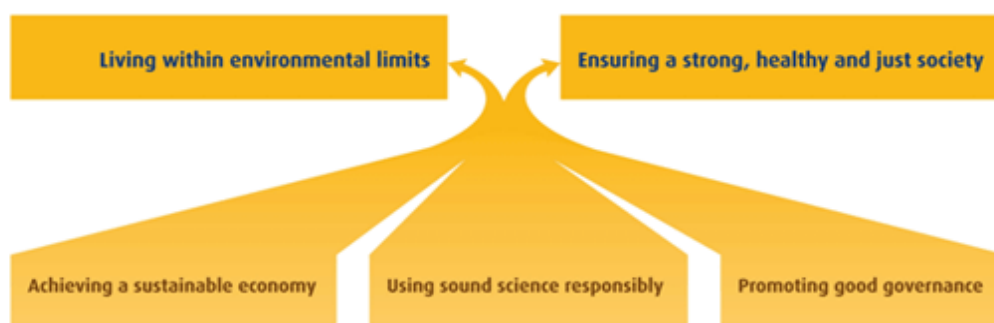 Living within environmental limits
Ensuring a strong, healthy and just society
Achieving a sustainable economy
Using sound science responsibly
Promoting good governance